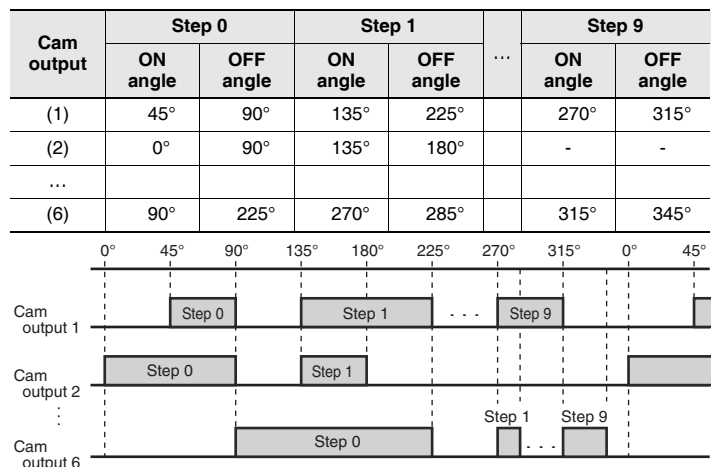 Cam output Step 0 Step 1 ... Step 9
ON angle OFF angle ON angle OFF angle ON angle OFF angle
(1) 45° 90° 135° 225° 270° 315°
(2) 0° 90° 135° 180° - -
...
(6) 90° 225° 270° 285° 315° 345°
0° 45° 90° 135° 180° 225° 270° 315° 0° 45°
Cam output 1 Step 0 Step 1 . . . Step 9
Cam output 2 Step 0 Step 1
Step 1 Step 9
Cam output 6 Step 0 . . .